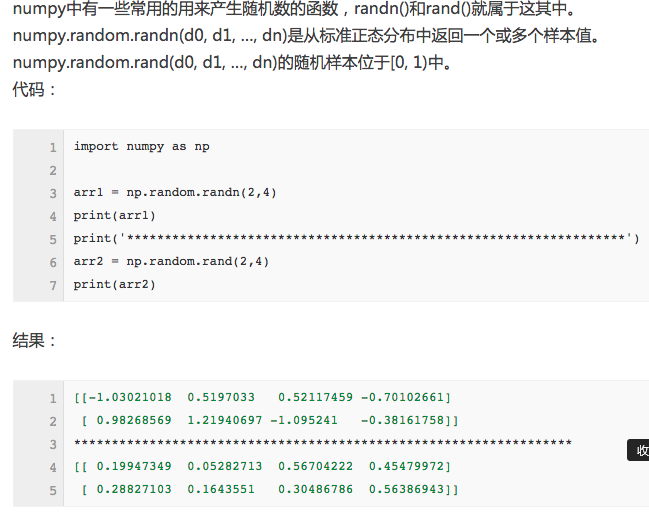 numpy中有一些常用的用来产生随机数的函数，randn()和rand()就属于这其中。
numpy.random.randn(d0, d1, ..., dn)是从标准正态分布中返回一个或多个样本值。
numpy.random.rand(d0, d1, ..., dn)的随机样本位于[0, 1)中。
代码：
1 import numpy as np
2
3 arr1 = np.random.randn(2,4)
4 print(arr1)
5 print('******************************************************************')
6 arr2 = np.random.rand(2,4)
7 print(arr2)
结果：
1 [[-1.03021018  0.5197033   0.52117459 -0.70102661]
2  [ 0.98268569  1.21940697 -1.095241   -0.38161758]]
3 ******************************************************************
4 [[ 0.19947349  0.05282713  0.56704222  0.45479972]
5  [ 0.28827103  0.1643551   0.30486786  0.56386943]]
收